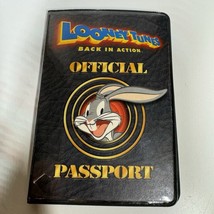 LOONEY TUNES
BACK IN ACTION
OFFICIAL
PASSPORT